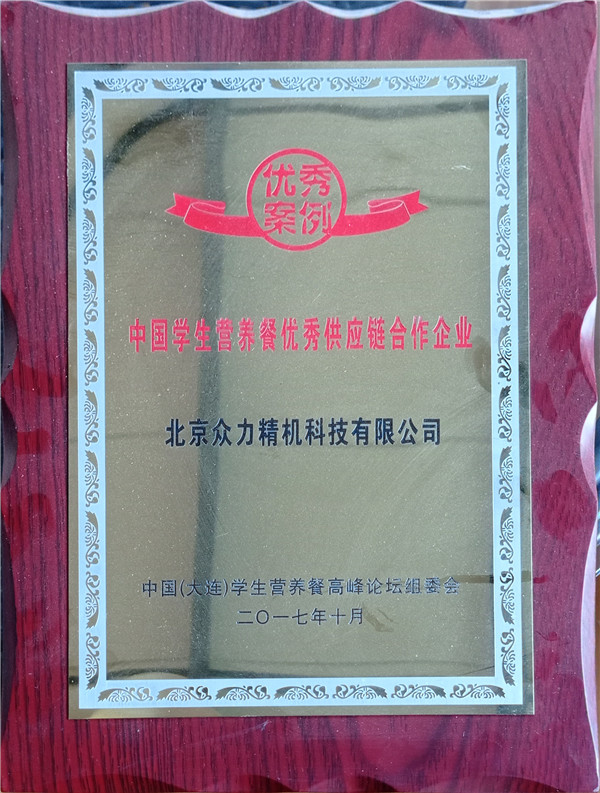 优秀
案例
中国学生营养餐优秀供应链合作企业
北京众力精机科技有限公司
中国(大连)学生营养餐高峰论坛组委会
二〇一七年十月